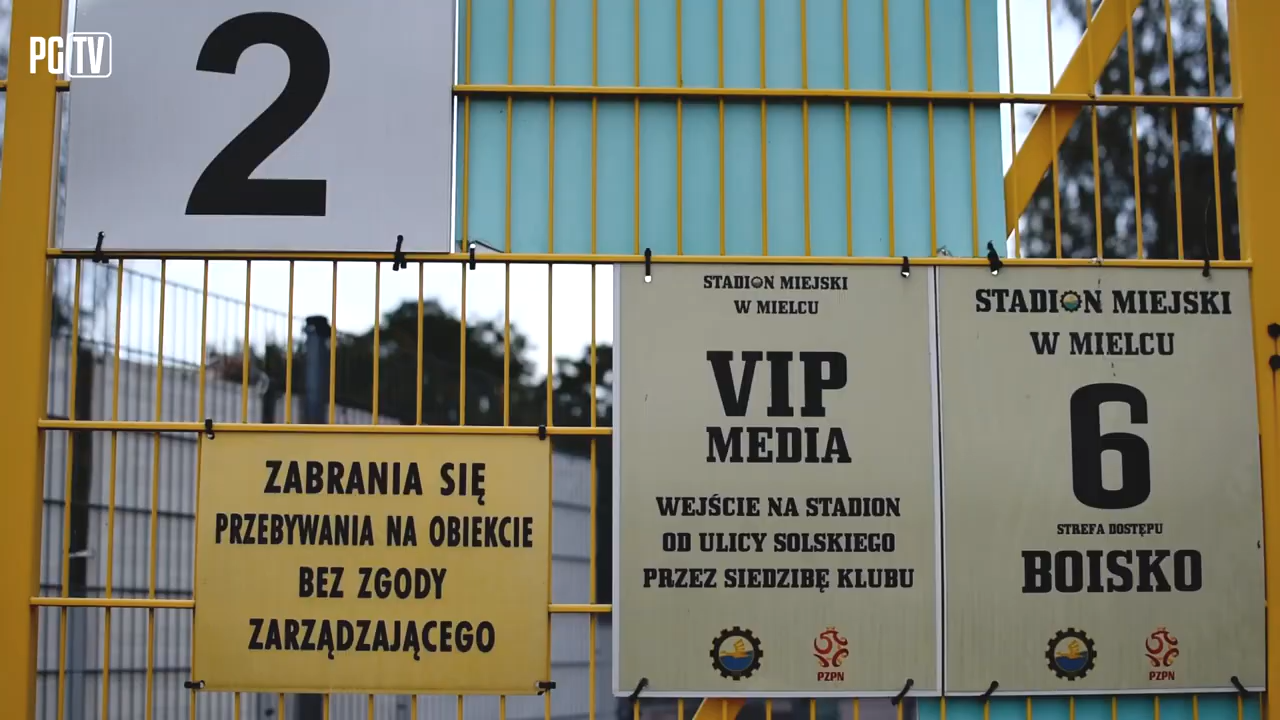 PG TV
2
ZABRANIA SIĘ
PRZEBYWANIA NA OBIEKCIE
BEZ ZGODY
ZARZĄDZAJĄCEGO
STADION MIEJSKI
W MIELCU
VIP
MEDIA
WEJŚCIE NA STADION
OD ULICY SOLSKIEGO
PRZEZ SIEDZIBĘ KLUBU
PZPN
STADION MIEJSKI
W MIELCU
6
STREFA DOSTĘPU
BOISKO
PZPN